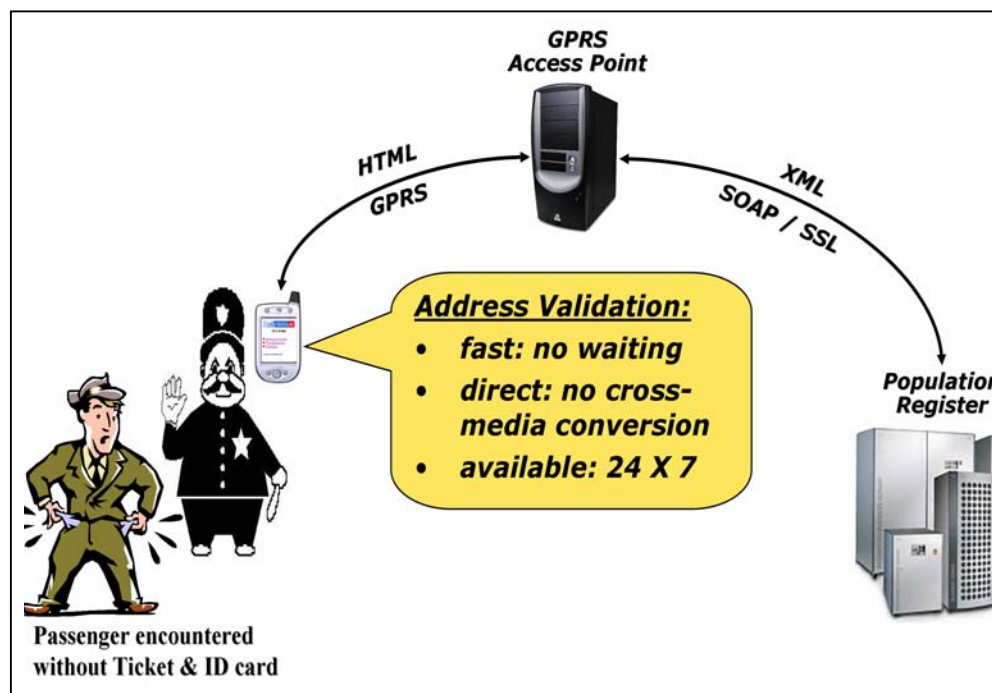 GPRS
Access Point
HTML
GPRS
XML
SOAP / SSL
Address Validation:
• fast: no waiting
• direct: no cross-
media conversion
• available: 24 X 7
Population
Register
Passenger encountered
without Ticket & ID card